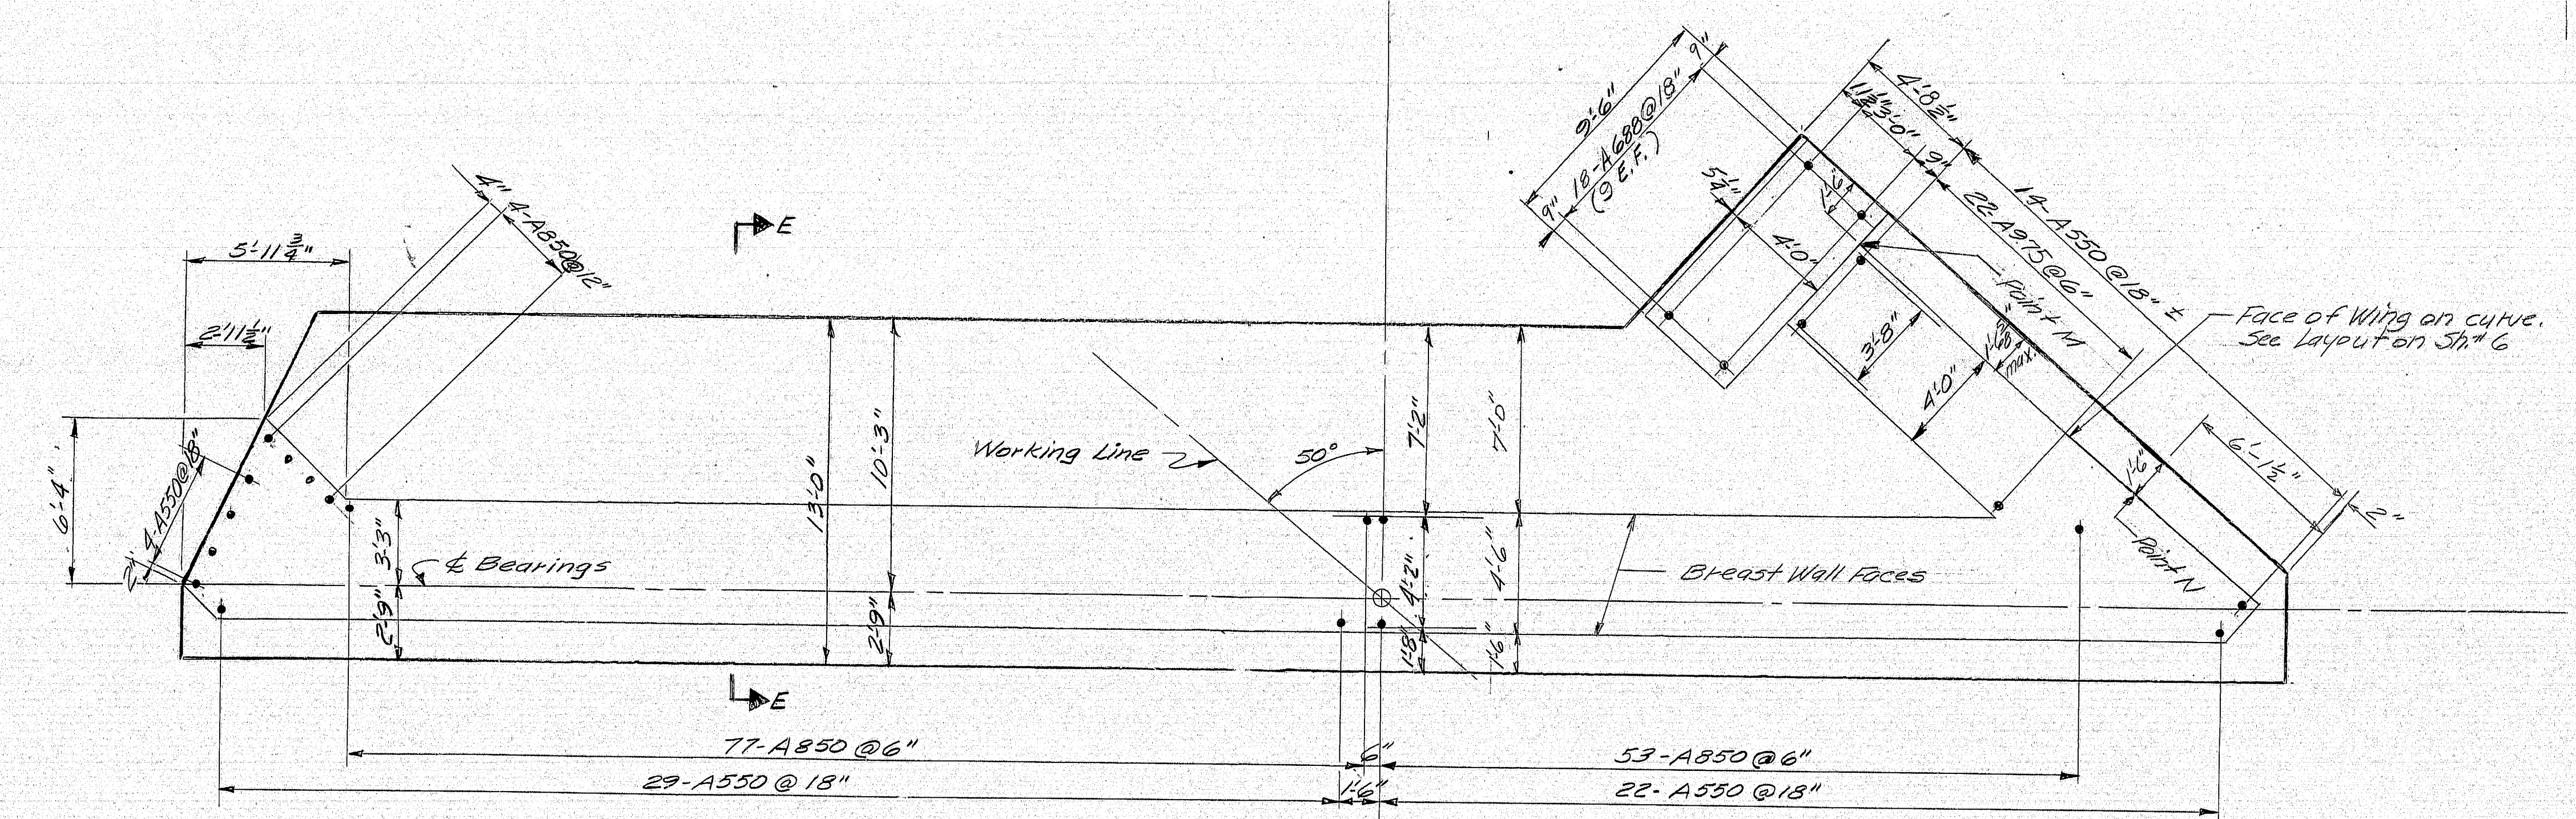 9'-6"
9"
18-A688@18"
(9 E.F.)
9"
4'-8½"
11¾"
3'-0"
9"
14-A550@18"±
22-A975@6"
5¼"
4'-0"
1'-6"
Point M
Face of Wing on curve.
See Layout on Sh.# 6
3'-8"
1'-6⅝"
max.
4'-0"
6'-1½"
2"
1'-6"
Point N
4"
4-A850@12"
E
5'-11¾"
2'-11½"
6'-4"
4-A550@18"
2"
3'-3"
2'-9"
℄ Bearings
13'-0"
10'-3"
2'-9"
Working Line
50°
7'-2"
7'-0"
4'-2"
4'-6"
1'-8"
1'-6"
Breast Wall Faces
E
77-A850@6"
6"
53-A850@6"
29-A550@18"
1'-6"
22-A550@18"